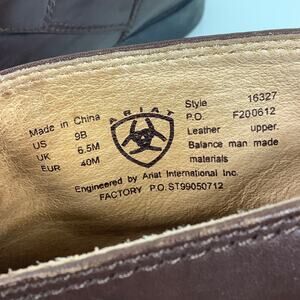 Made in China
US 9B
UK 6.5M
EUR 40M
ARIAT
Style 16327
P.O. F200612
Leather upper.
Balance man made
materials
Engineered by Ariat International Inc.
FACTORY P.O.ST99050712